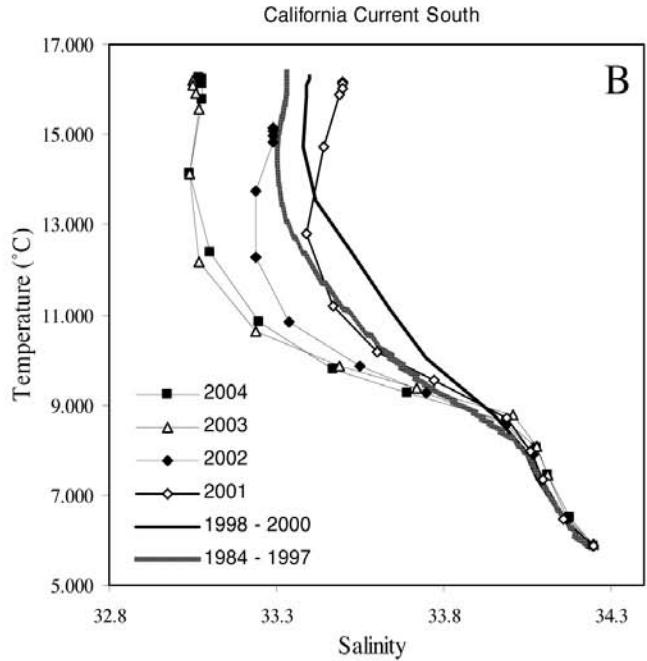 California Current South
17.000
B
15.000
13.000
Temperature (˚C)
11.000
9.000
7.000
5.000
2004
2003
2002
2001
1998 - 2000
1984 - 1997
32.8
33.3
33.8
34.3
Salinity